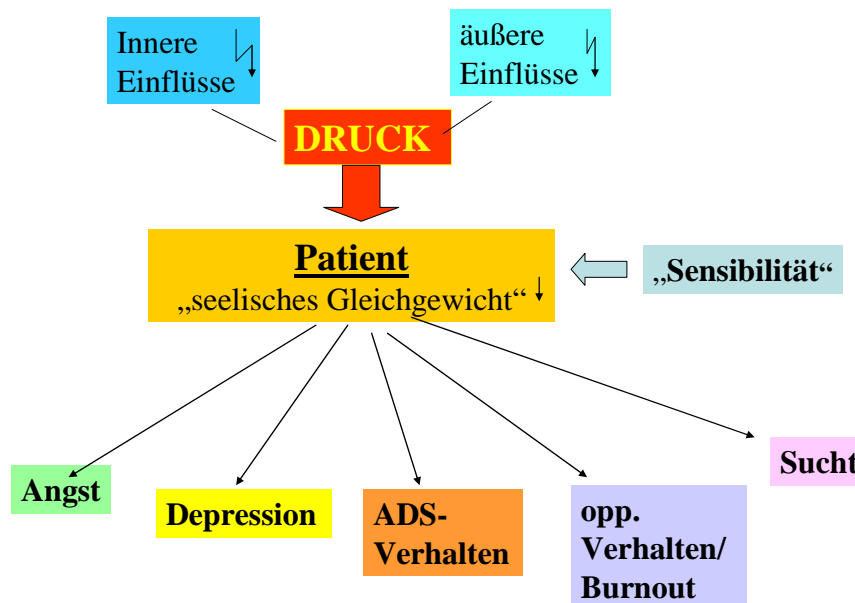 Innere
Einflüsse
äußere
Einflüsse
DRUCK
Patient
„seelisches Gleichgewicht“
„Sensibilität“
Angst
Depression
ADS-
Verhalten
opp.
Verhalten/
Burnout
Sucht